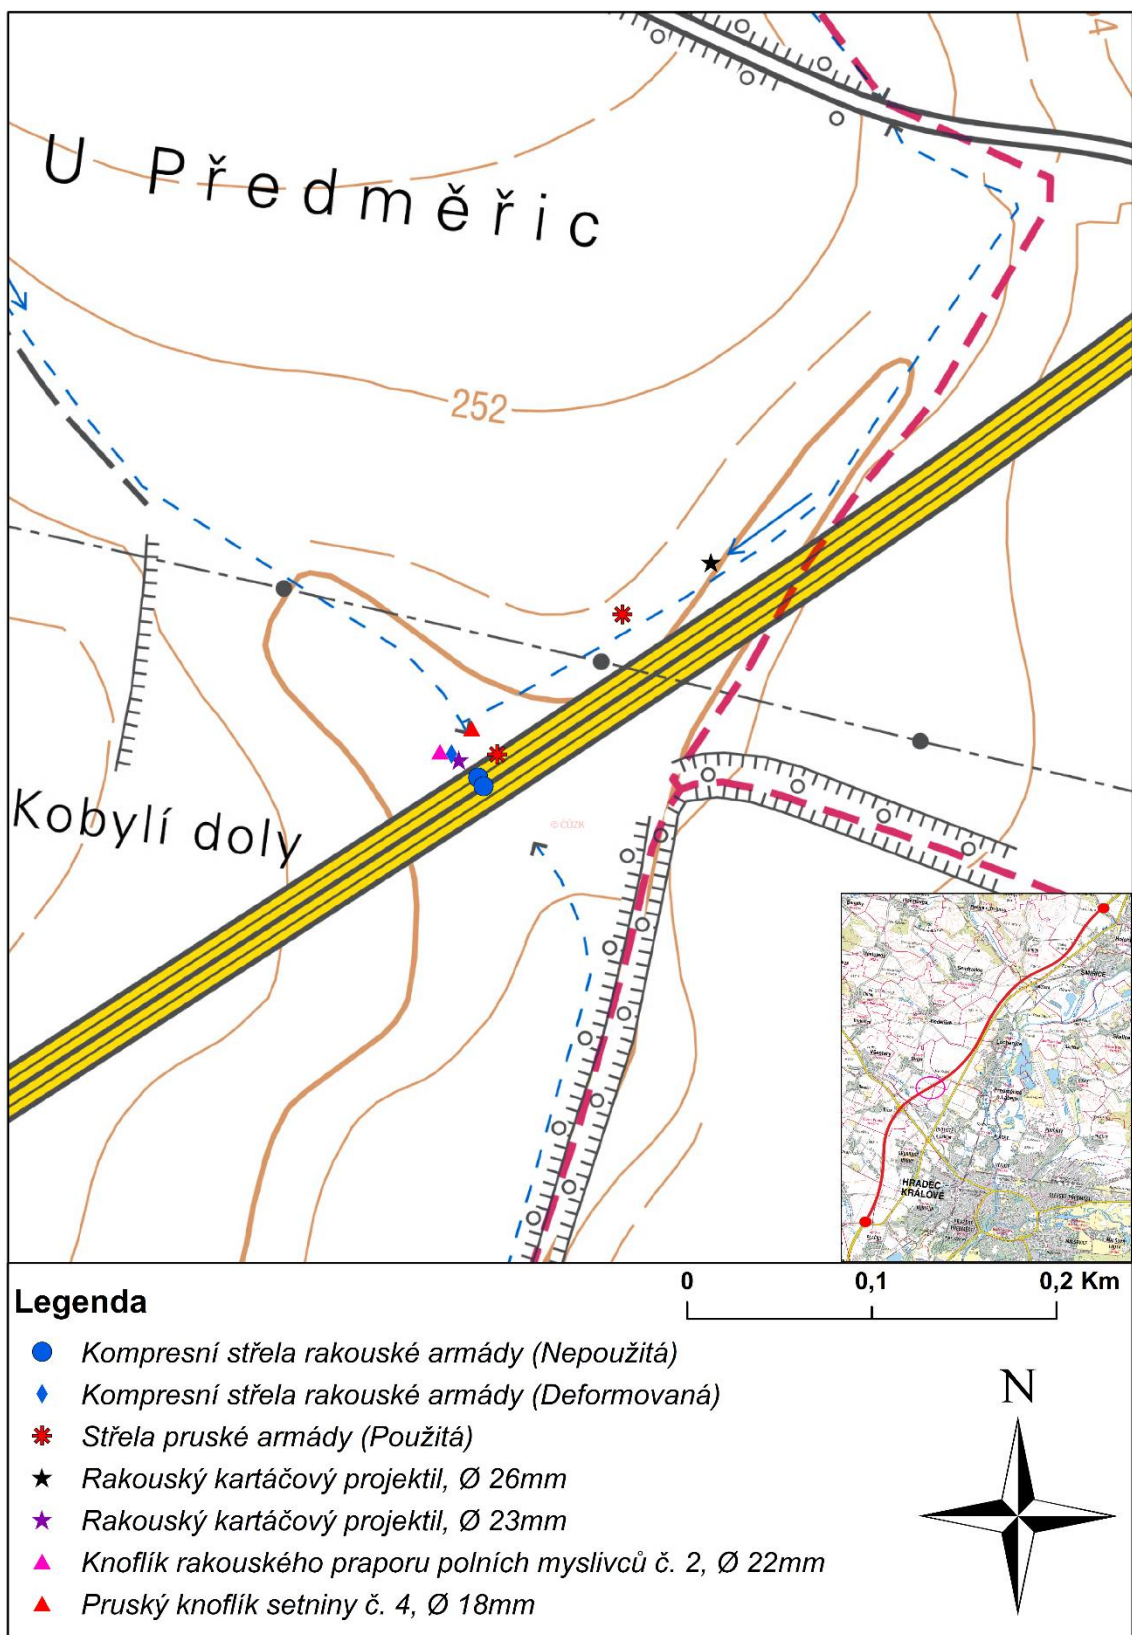 U Předměřic
252
Kobylí doly
© ČÚZK
SMIŘICE
HRADEC
KRÁLOVÉ
0 0,1 0,2 Km
Legenda
Kompresní střela rakouské armády (Nepoužitá)
Kompresní střela rakouské armády (Deformovaná)
Střela pruské armády (Použitá)
Rakouský kartáčový projektil, Ø 26mm
Rakouský kartáčový projektil, Ø 23mm
Knoflík rakouského praporu polních myslivců č. 2, Ø 22mm
Pruský knoflík setniny č. 4, Ø 18mm
N